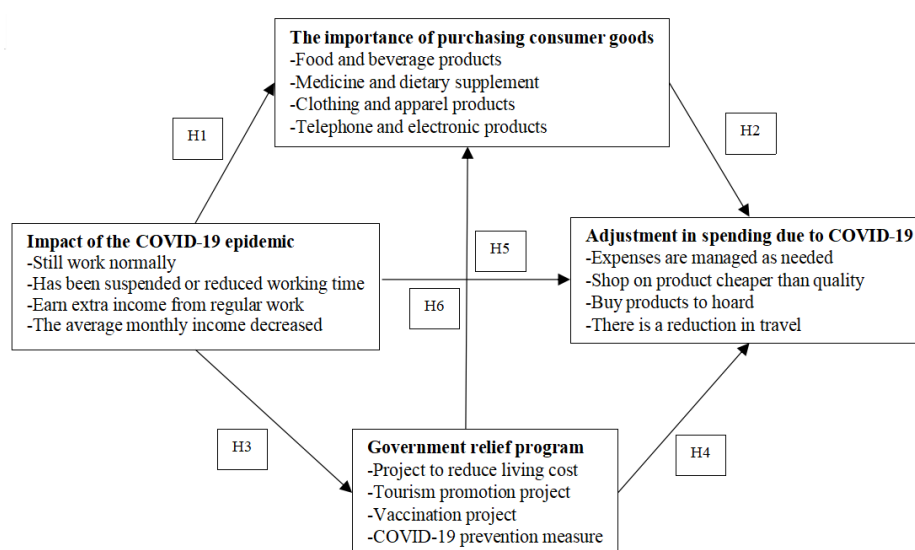 The importance of purchasing consumer goods
-Food and beverage products
-Medicine and dietary supplement
-Clothing and apparel products
-Telephone and electronic products
H1
H2
Impact of the COVID-19 epidemic
-Still work normally
-Has been suspended or reduced working time
-Earn extra income from regular work
-The average monthly income decreased
H5
H6
Adjustment in spending due to COVID-19
-Expenses are managed as needed
-Shop on product cheaper than quality
-Buy products to hoard
-There is a reduction in travel
H3
H4
Government relief program
-Project to reduce living cost
-Tourism promotion project
-Vaccination project
-COVID-19 prevention measure